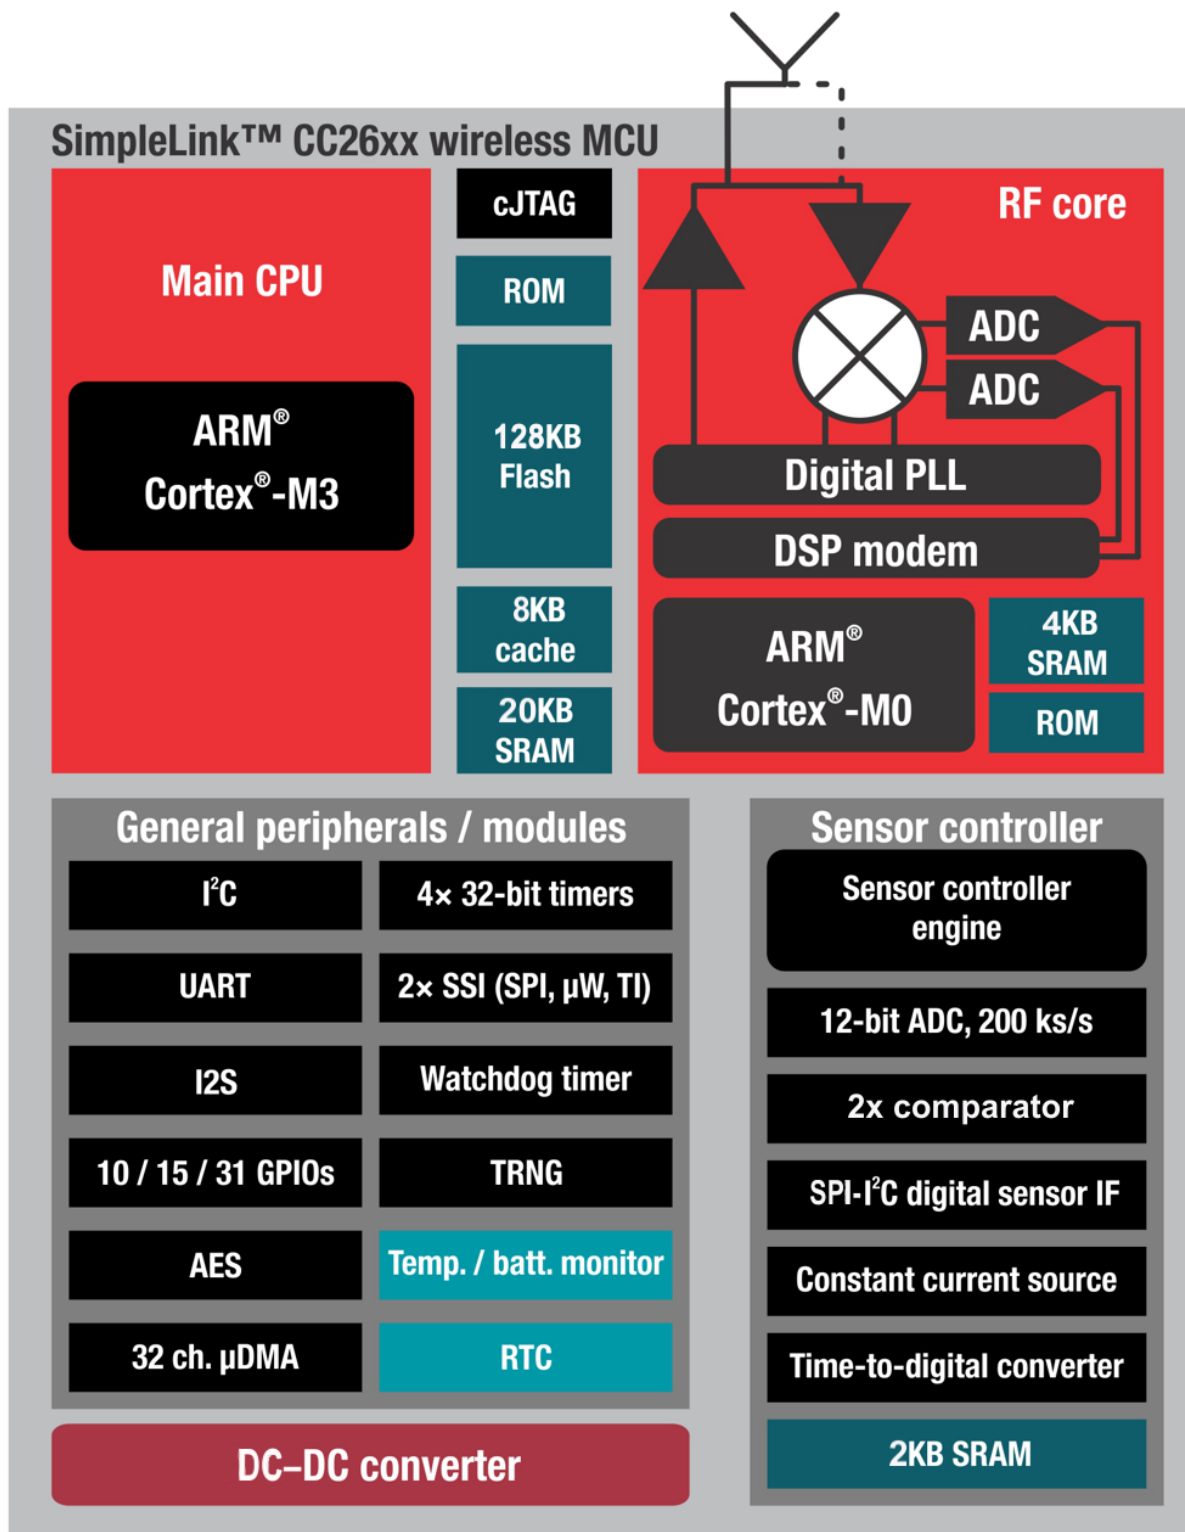 SimpleLink™ CC26xx wireless MCU
Main CPU
ARM®
Cortex®-M3
cJTAG
ROM
128KB
Flash
8KB
cache
20KB
SRAM
RF core
ADC
ADC
Digital PLL
DSP modem
ARM®
Cortex®-M0
4KB
SRAM
ROM
General peripherals / modules
I²C
4× 32-bit timers
UART
2× SSI (SPI, µW, TI)
I2S
Watchdog timer
10 / 15 / 31 GPIOs
TRNG
AES
Temp. / batt. monitor
32 ch. µDMA
RTC
DC–DC converter
Sensor controller
Sensor controller
engine
12-bit ADC, 200 ks/s
2x comparator
SPI-I²C digital sensor IF
Constant current source
Time-to-digital converter
2KB SRAM